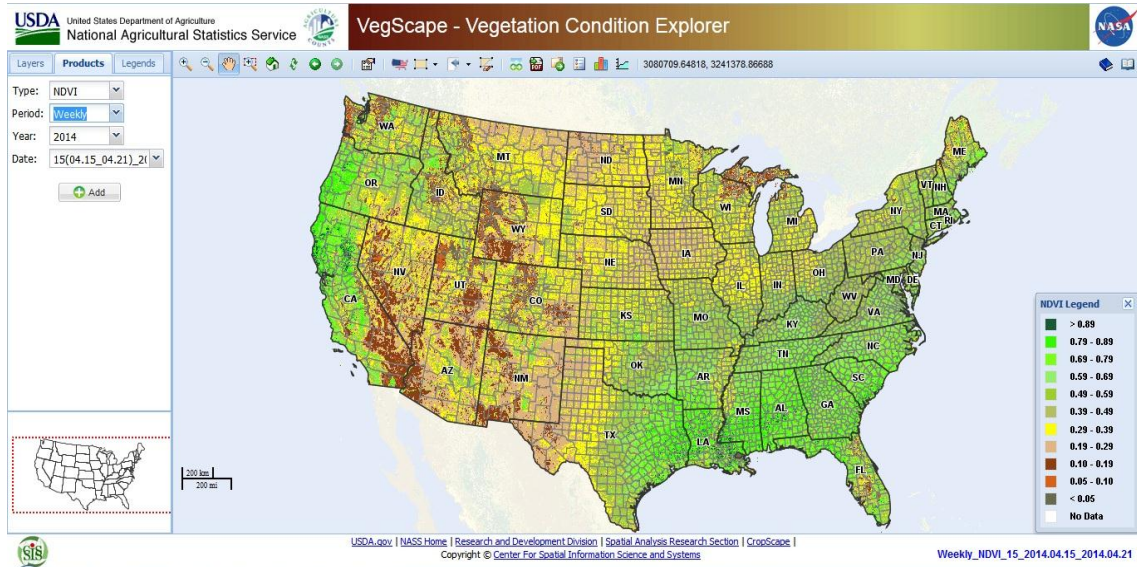 USDA United States Department of Agriculture
National Agricultural Statistics Service
VegScape - Vegetation Condition Explorer
NASA
Layers Products Legends
3080709.64818, 3241378.86688
Type: NDVI
Period: Weekly
Year: 2014
Date: 15(04.15_04.21)_2(
Add
WA
MT
ND
ME
OR
ID
MN
VT NH
WI
NY
MA
SD
MI
CT RI
WY
IA
PA
NJ
NE
OH
NV
IL
IN
MD DE
UT
CO
WV
CA
KS
MO
VA
KY
NC
TN
OK
AZ
NM
AR
SC
MS
AL
GA
TX
LA
FL
200 km
200 mi
NDVI Legend
> 0.89
0.79 - 0.89
0.69 - 0.79
0.59 - 0.69
0.49 - 0.59
0.39 - 0.49
0.29 - 0.39
0.19 - 0.29
0.10 - 0.19
0.05 - 0.10
< 0.05
No Data
SIS
USDA.gov | NASS Home | Research and Development Division | Spatial Analysis Research Section | CropScape |
Copyright © Center For Spatial Information Science and Systems
Weekly_NDVI_15_2014.04.15_2014.04.21